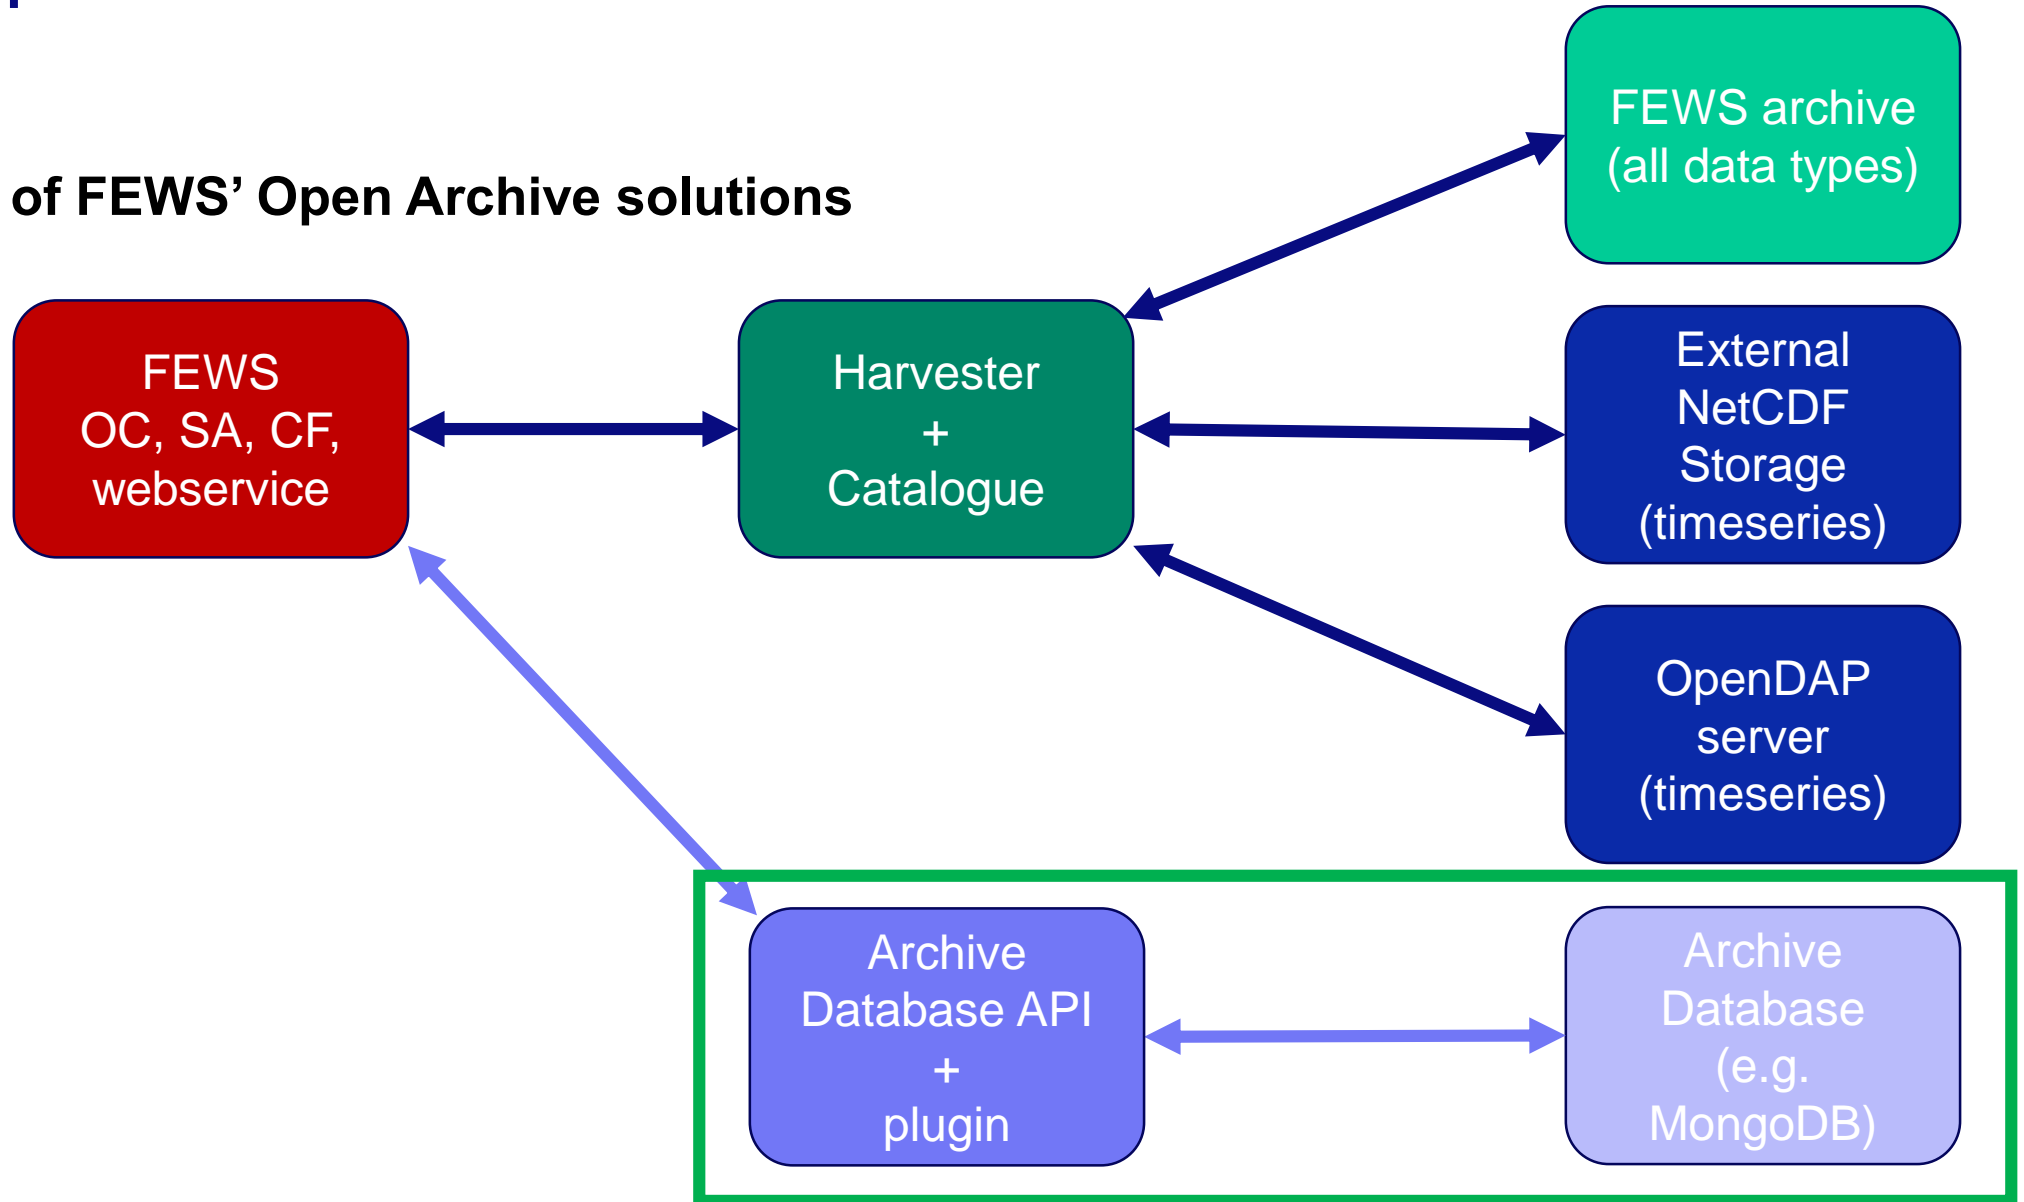 of FEWS’ Open Archive solutions
FEWS archive
(all data types)
FEWS
OC, SA, CF,
webservice
Harvester
+
Catalogue
External
NetCDF
Storage
(timeseries)
OpenDAP
server
(timeseries)
Archive
Database API
+
plugin
Archive
Database
(e.g.
MongoDB)